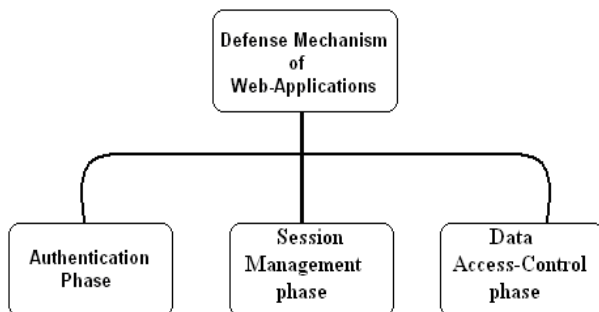 Defense Mechanism
of
Web-Applications
Authentication
Phase
Session
Management
phase
Data
Access-Control
phase